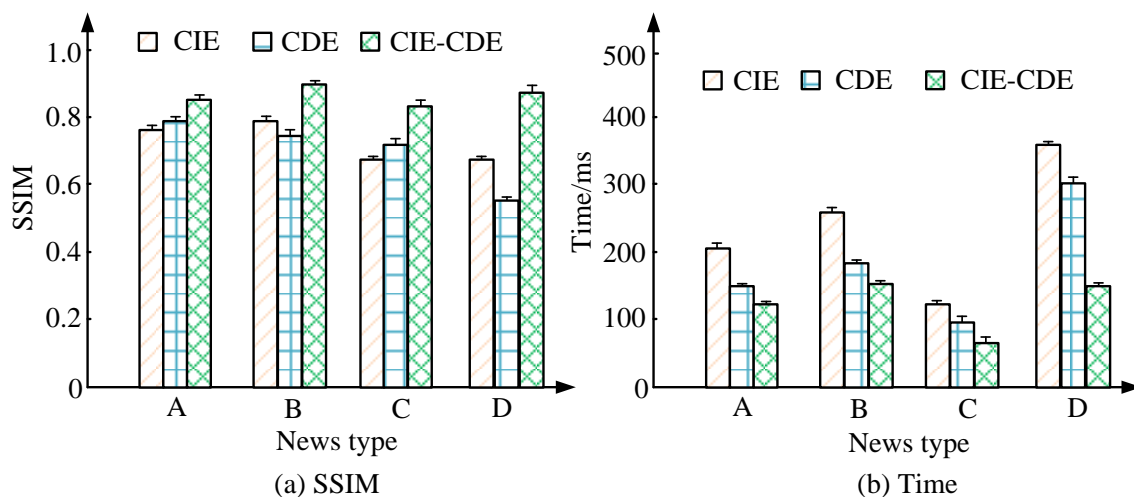 1.0
0.8
0.6
0.4
0.2
0
SSIM
CIE CDE CIE-CDE
A B C D
News type
(a) SSIM
500
400
300
200
100
0
Time/ms
CIE CDE CIE-CDE
A B C D
News type
(b) Time